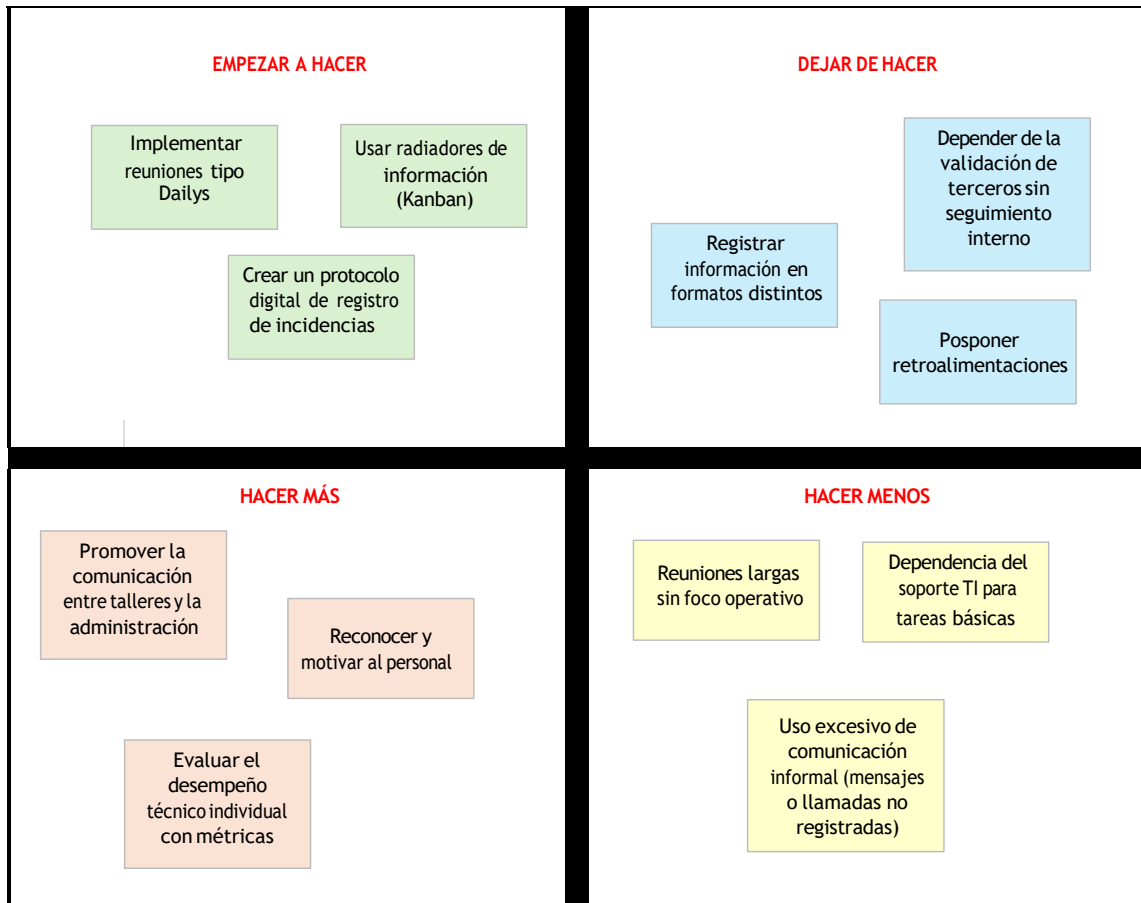 EMPEZAR A HACER
Implementar
reuniones tipo
Dailys
Usar radiadores de
información
(Kanban)
Crear un protocolo
digital de registro
de incidencias
DEJAR DE HACER
Depender de la
validación de
terceros sin
seguimiento
interno
Registrar
información en
formatos distintos
Posponer
retroalimentaciones
HACER MÁS
Promover la
comunicación
entre talleres y la
administración
Reconocer y
motivar al personal
Evaluar el
desempeño
técnico individual
con métricas
HACER MENOS
Reuniones largas
sin foco operativo
Dependencia del
soporte TI para
tareas básicas
Uso excesivo de
comunicación
informal (mensajes
o llamadas no
registradas)